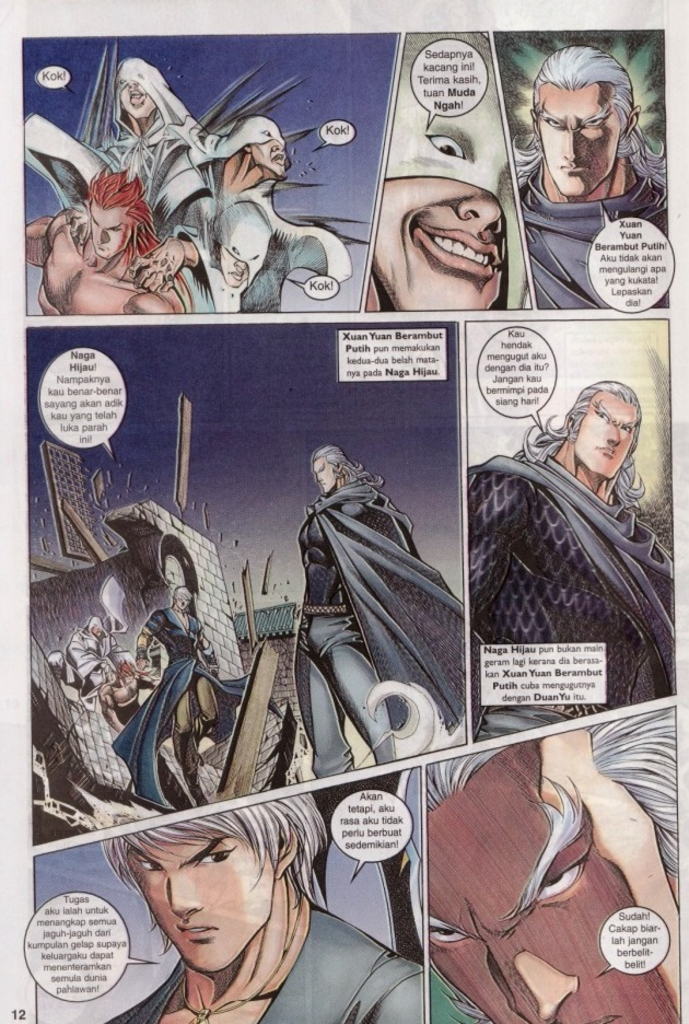 Kok!
Kok!
Kok!
Sedapnya
kacang ini!
Terima kasih,
tuan Muda
Ngah!
Xuan
Yuan
Berambut Putih!
Aku tidak akan
mengulangi apa
yang kukata!
Lepaskan
dia!
Naga
Hijau!
Nampaknya
kau benar-benar
sayang akan adik
kau yang telah
luka parah
ini!
Xuan Yuan Berambut
Putih pun memakukan
kedua-dua belah mata-
nya pada Naga Hijau.
Kau
hendak
mengugut aku
dengan dia itu?
Jangan kau
bermimpi pada
siang hari!
Naga Hijau pun bukan main
geram lagi kerana dia berasa-
kan Xuan Yuan Berambut
Putih cuba mengugutnya
dengan DuanYu itu.
Akan
tetapi, aku
rasa aku tidak
perlu berbuat
sedemikian!
Tugas
aku ialah untuk
menangkap semua
jaguh-jaguh dari
kumpulan gelap supaya
keluargaku dapat
menenteramkan
semula dunia
pahlawan!
Sudah!
Cakap biar-
lah jangan
berbelit-
belit!
12